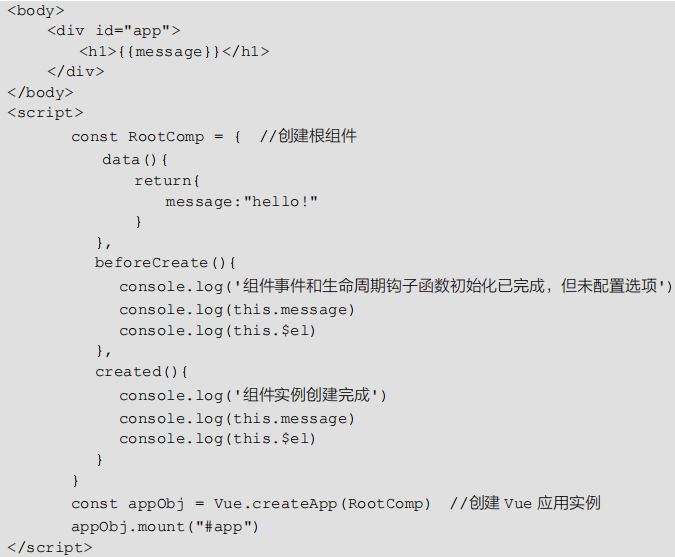 <body>
    <div id="app">
       <h1>{{message}}</h1>
    </div>
</body>
<script>
      const RootComp = {  //创建根组件
         data(){
            return{
               message:"hello!"
            }
        },
        beforeCreate(){
          console.log('组件事件和生命周期钩子函数初始化已完成，但未配置选项')
          console.log(this.message)
          console.log(this.$el)
        },
        created(){
          console.log('组件实例创建完成')
          console.log(this.message)
          console.log(this.$el)
        }
      }
      const appObj = Vue.createApp(RootComp)  //创建 Vue 应用实例
      appObj.mount("#app")
</script>